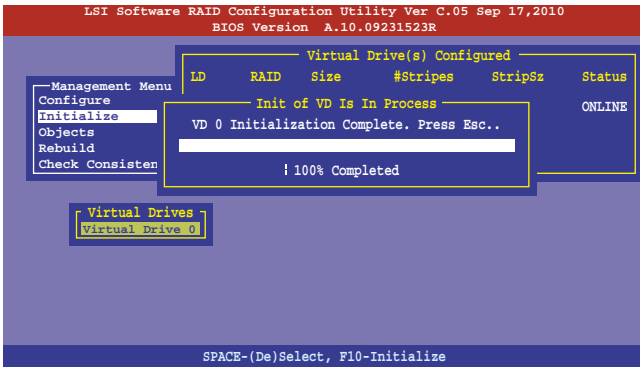 LSI Software RAID Configuration Utility Ver C.05 Sep 17,2010
BIOS Version A.10.09231523R
Virtual Drive(s) Configured
LD RAID Size #Stripes StripSz Status
ONLINE
Management Menu
Configure
Initialize
Objects
Rebuild
Check Consisten
Init of VD Is In Process
VD 0 Initialization Complete. Press Esc..
100% Completed
Virtual Drives
Virtual Drive 0
SPACE-(De)Select, F10-Initialize